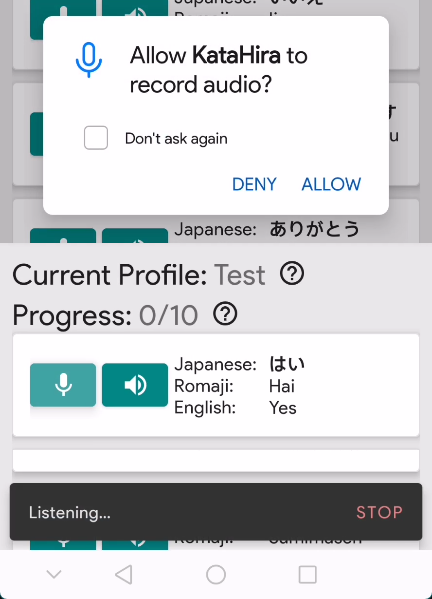 いいえ
Allow KataHira to
record audio?
Don't ask again
DENY ALLOW
Japanese: ありがとう
Current Profile: Test
Progress: 0/10
Japanese: はい
Romaji: Hai
English: Yes
Listening...
STOP